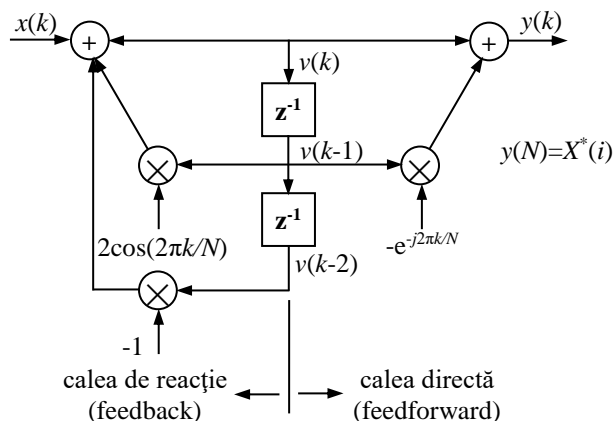 x(k)
y(k)
+
+
v(k)
z⁻¹
v(k-1)
y(N)=X*(i)
z⁻¹
2cos(2πk/N)
-e^-j2πk/N
v(k-2)
-1
calea de reacţie
(feedback)
calea directă
(feedforward)